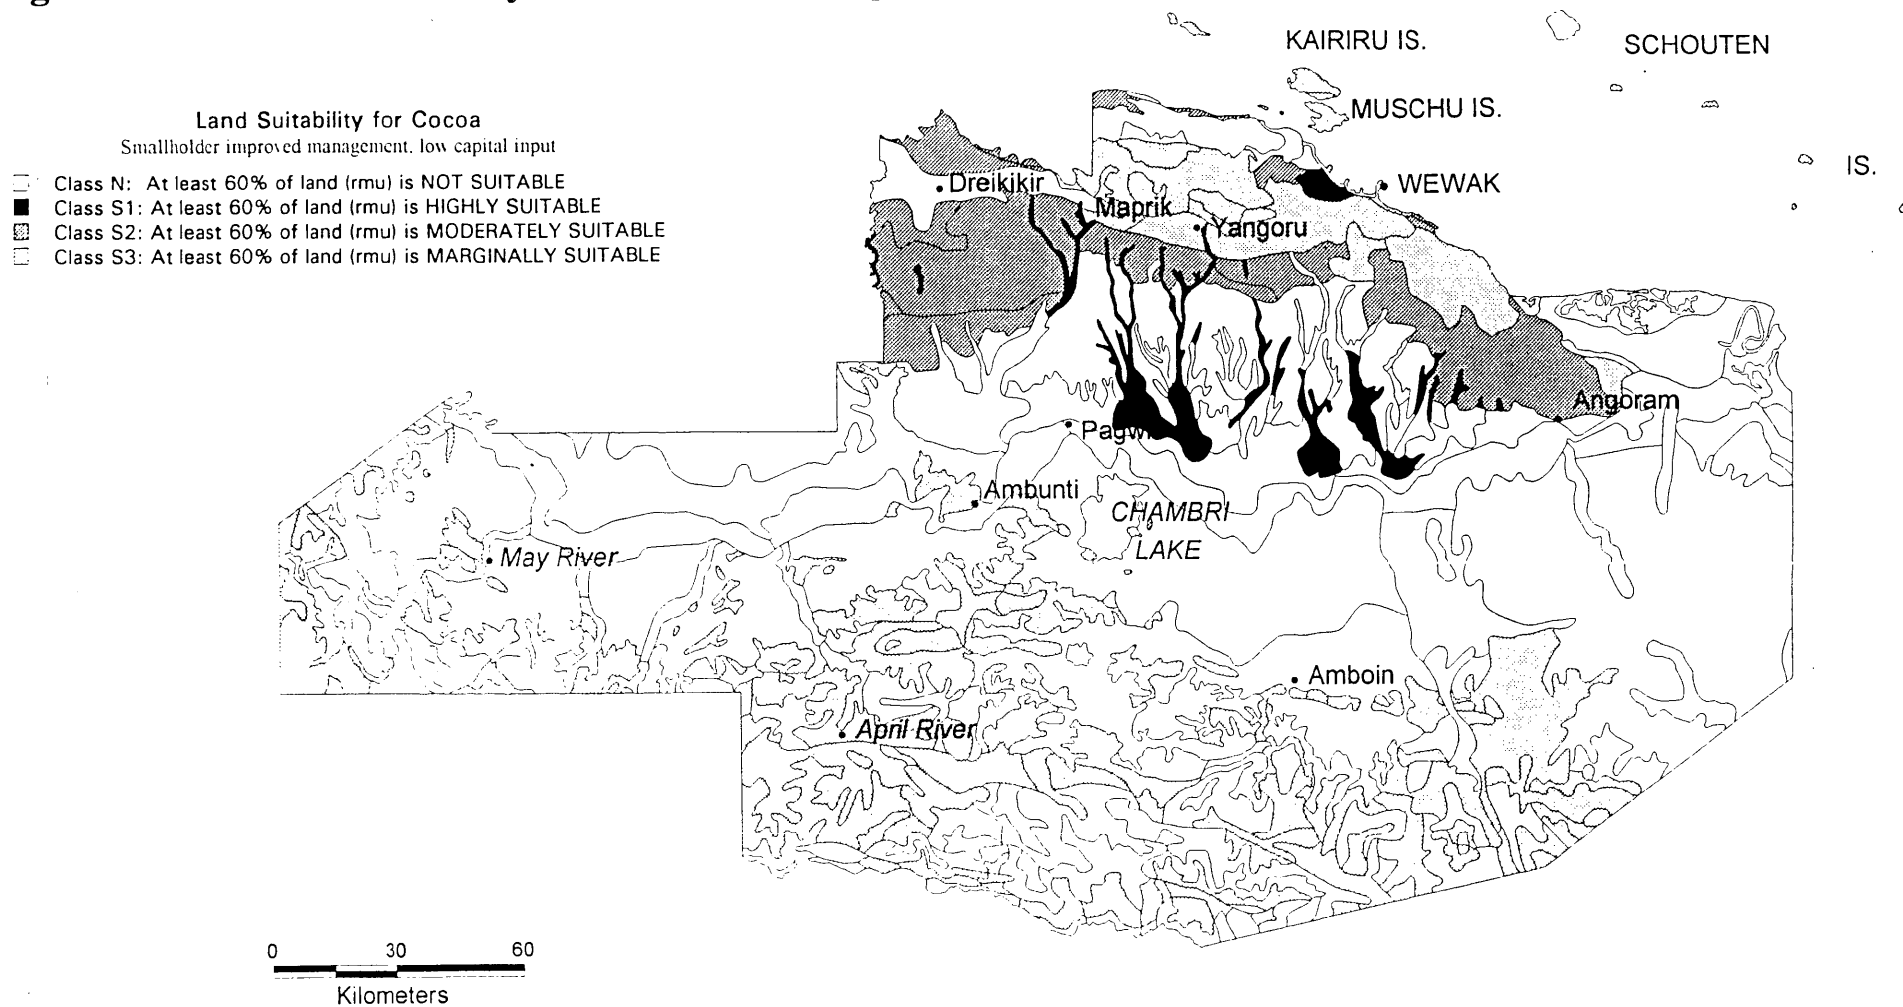 KAIRIRU IS.
SCHOUTEN
MUSCHU IS.
IS.
Land Suitability for Cocoa
Smallholder improved management. low capital input
Class N: At least 60% of land (rmu) is NOT SUITABLE
Class S1: At least 60% of land (rmu) is HIGHLY SUITABLE
Class S2: At least 60% of land (rmu) is MODERATELY SUITABLE
Class S3: At least 60% of land (rmu) is MARGINALLY SUITABLE
Dreikikir
WEWAK
Maprik
Yangoru
Angoram
Ambunti
CHAMBRI
LAKE
May River
Amboin
April River
0 30 60
Kilometers